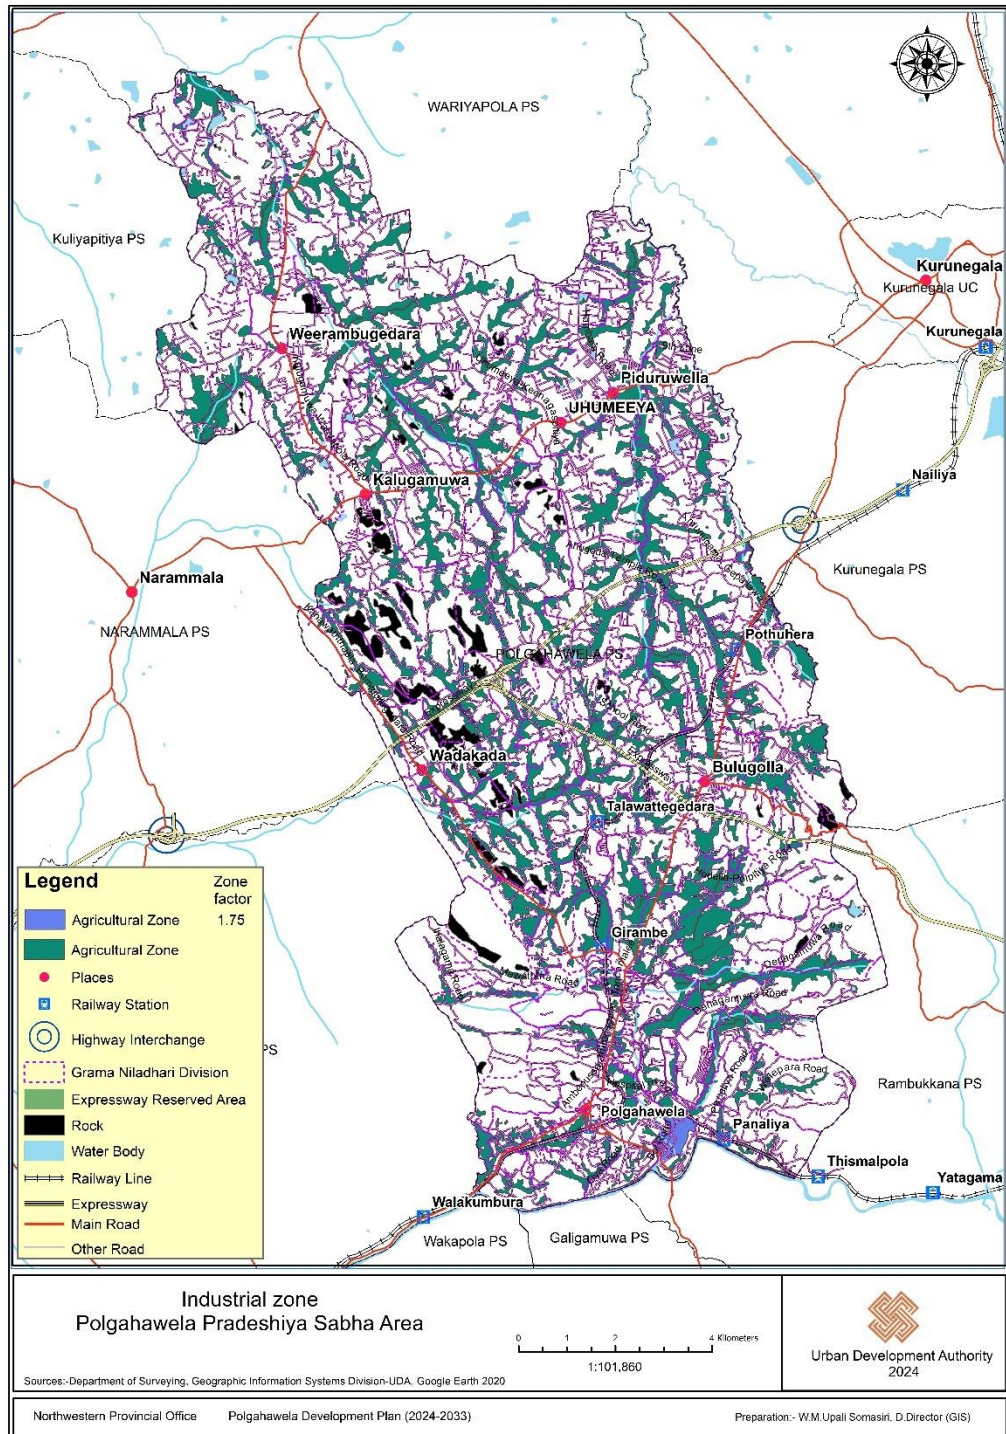 WARIYAPOLA PS
Kuliyapitiya PS
Kurunegala
Kurunegala UC
Kurunegala
Weerambugedara
Piduruwella
UHUMEEYA
Kalugamuwa
Nailiya
Narammala
Kurunegala PS
NARAMMALA PS
Pothuhera
POLGAHAWELA PS
Wadakada
Bulugolla
Talawattegedara
Girambe
Mawathura Road
Denagamuwa Road
Rambukkana PS
Polgahawela
Panaliya
Thismalpola
Yatagama
Walakumbura
Wakapola PS
Galigamuwa PS
PS
Legend
Zone
factor
Agricultural Zone 1.75
Agricultural Zone
Places
Railway Station
Highway Interchange
Grama Niladhari Division
Expressway Reserved Area
Rock
Water Body
Railway Line
Expressway
Main Road
Other Road
Industrial zone
Polgahawela Pradeshiya Sabha Area
0 1 2 4 Kilometers
1:101,860
Sources:-Department of Surveying, Geographic Information Systems Division-UDA, Google Earth 2020
Urban Development Authority
2024
Northwestern Provincial Office Polgahawela Development Plan (2024-2033)
Preparation:- W.M.Upali Somasiri. D.Director (GIS)